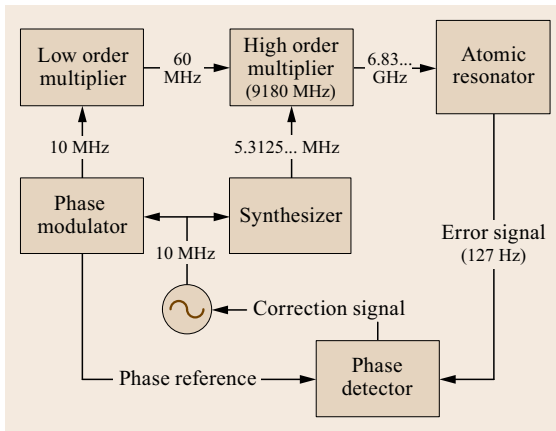 Low order
multiplier
60
MHz
High order
multiplier
(9180 MHz)
6.83...
GHz
Atomic
resonator
10 MHz
5.3125... MHz
Phase
modulator
Synthesizer
10 MHz
Error signal
(127 Hz)
Correction signal
Phase reference
Phase
detector